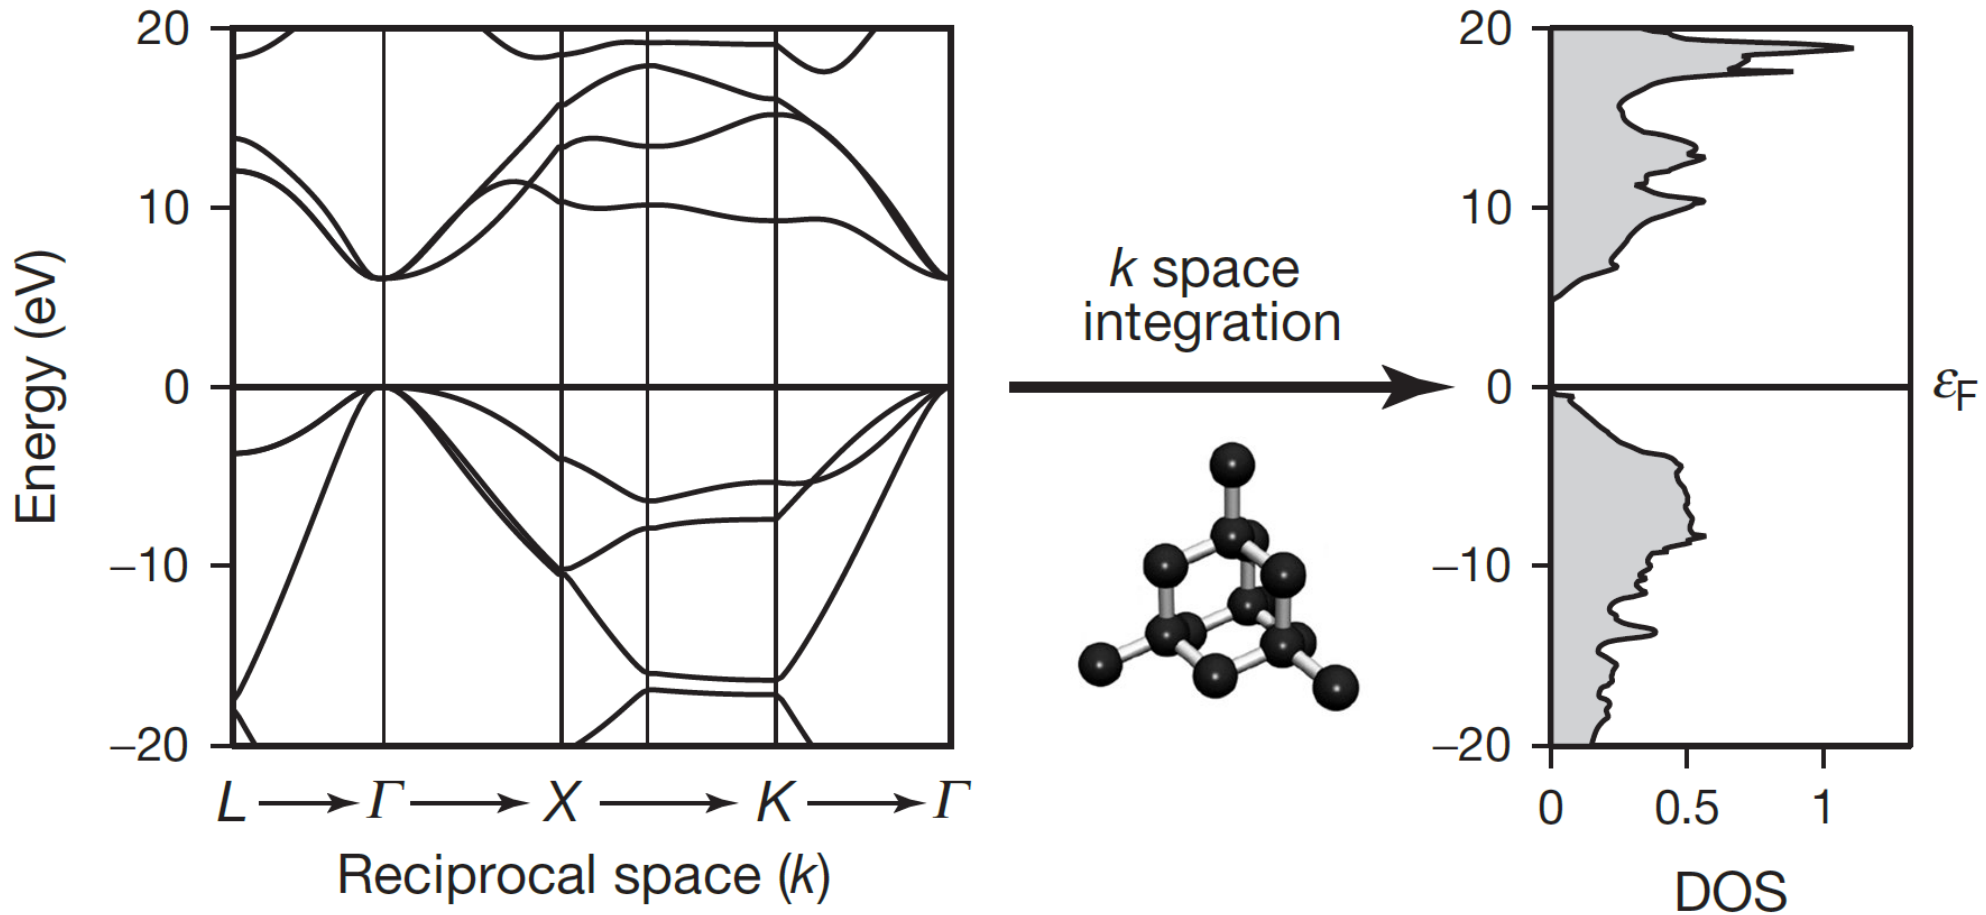 20
10
0
–10
–20
Energy (eV)
L Γ X K Γ
Reciprocal space (k)
k space
integration
20
10
0
–10
–20
εF
0 0.5 1
DOS